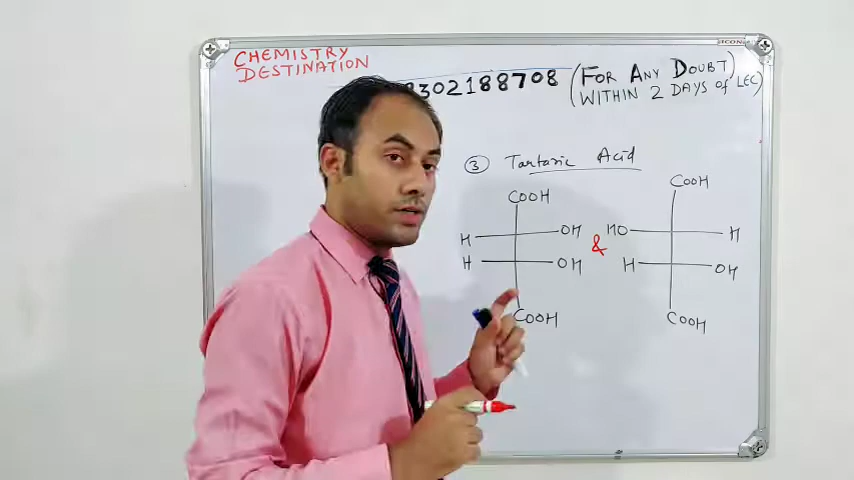 CHEMISTRY
DESTINATION
8302188708 (FOR ANY DOUBT)
WITHIN 2 DAYS of LEC)
③ Tartaric Acid
COOH COOH
H OH & HO H
H OH H OH
COOH COOH